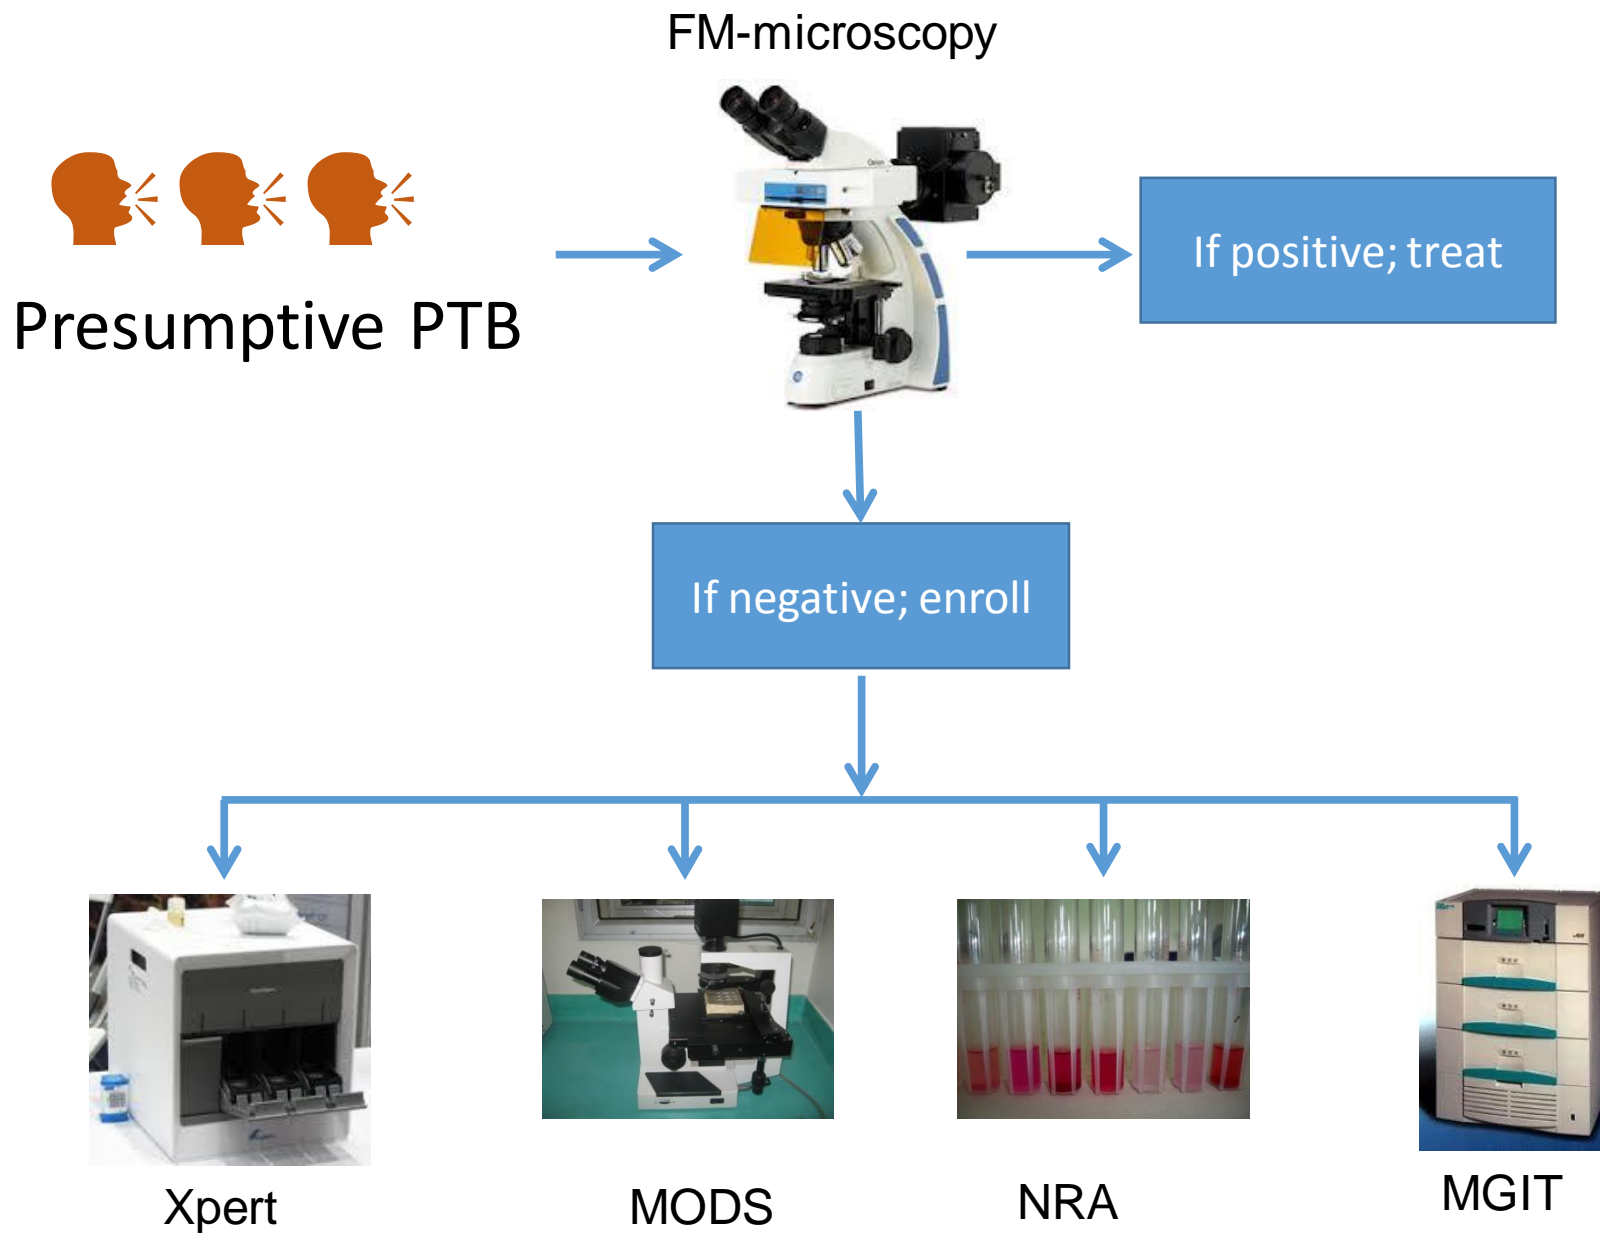 FM-microscopy
Presumptive PTB
If positive; treat
If negative; enroll
Xpert
MODS
NRA
MGIT